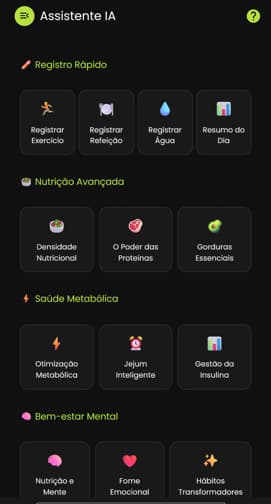 Assistente IA
?
Registro Rápido
Registrar Exercício
Registrar Refeição
Registrar Água
Resumo do Dia
Nutrição Avançada
Densidade Nutricional
O Poder das Proteínas
Gorduras Essenciais
Saúde Metabólica
Otimização Metabólica
Jejum Inteligente
Gestão da Insulina
Bem-estar Mental
Nutrição e Mente
Fome Emocional
Hábitos Transformadores